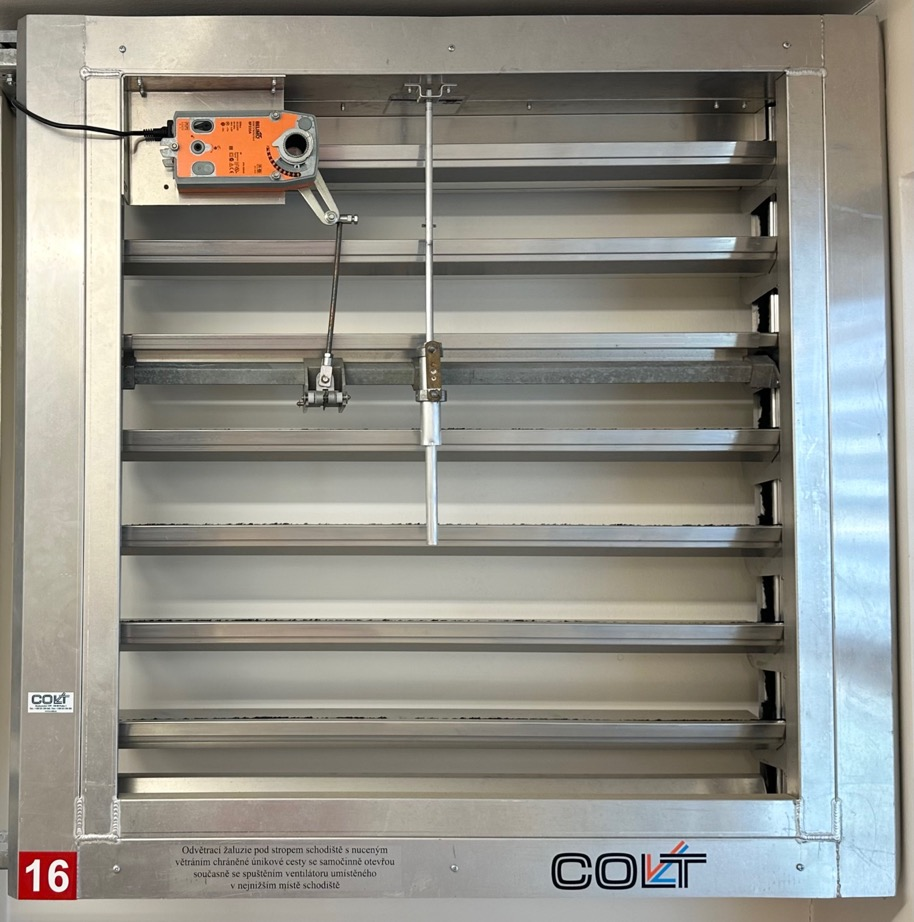 BELIMO
COLT
16
Odvětrací žaluzie pod stropem schodiště s nuceným
větráním chráněné únikové cesty se samočinně otevřou
současně se spuštěním ventilátoru umístěného
v nejnižším místě schodiště
COLT